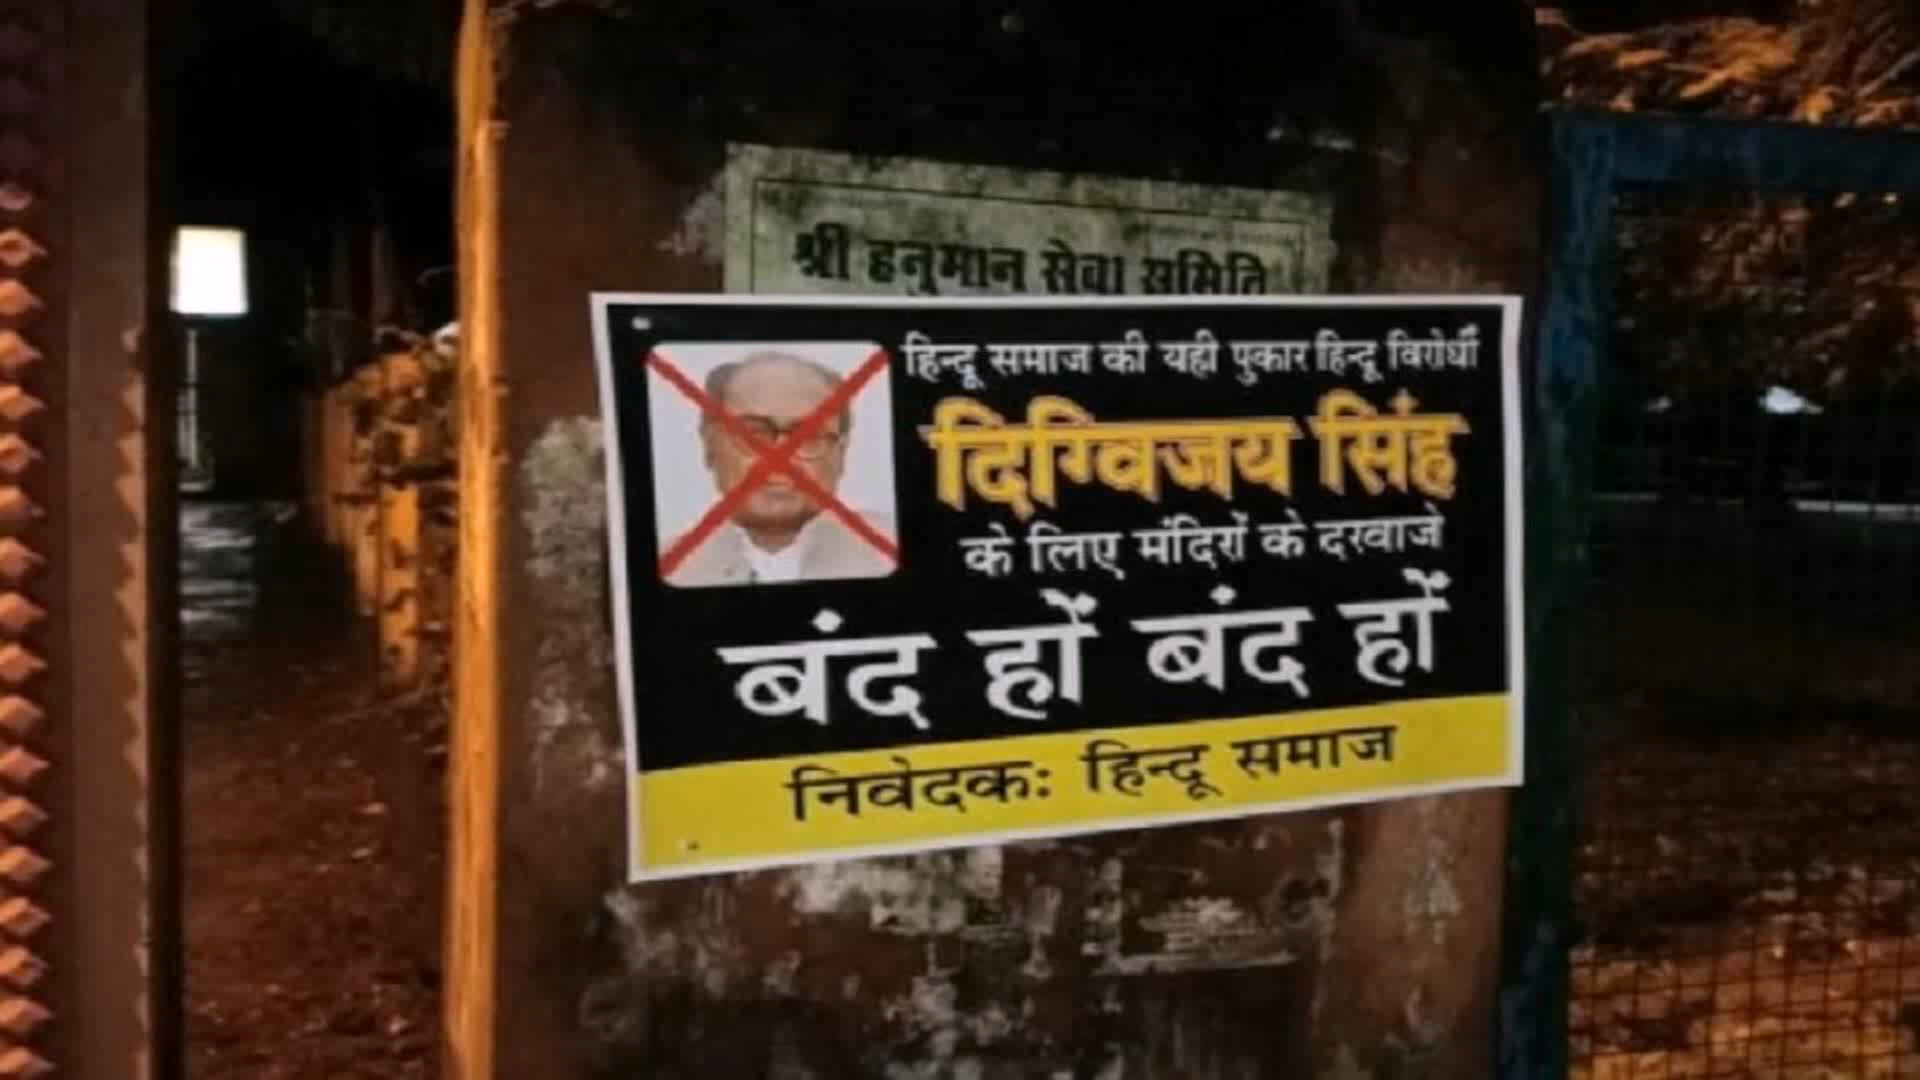 श्री हनुमान सेवा समिति
हिन्दू समाज की यही पुकार हिन्दू विरोधी
दिग्विजय सिंह
के लिए मंदिरों के दरवाजे
बंद हों बंद हों
निवेदक: हिन्दू समाज